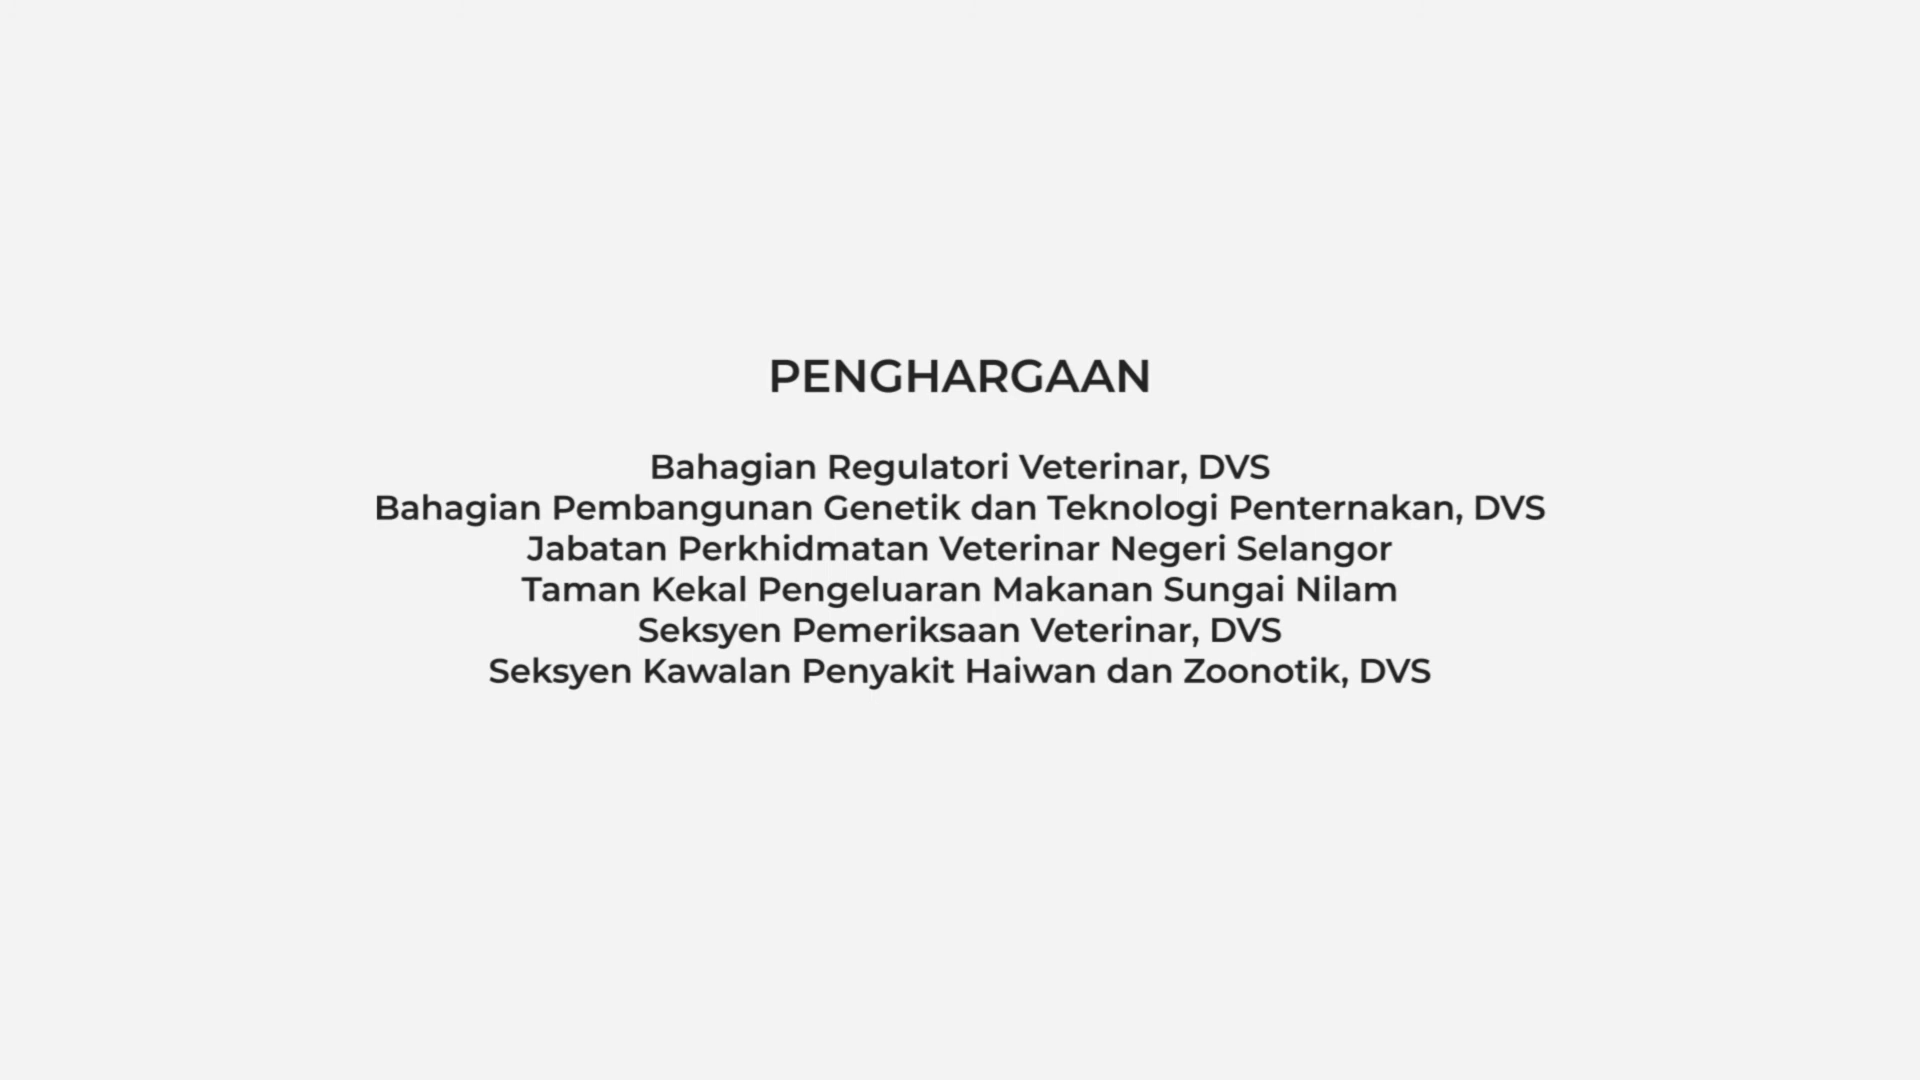 PENGHARGAAN
Bahagian Regulatori Veterinar, DVS
Bahagian Pembangunan Genetik dan Teknologi Penternakan, DVS
Jabatan Perkhidmatan Veterinar Negeri Selangor
Taman Kekal Pengeluaran Makanan Sungai Nilam
Seksyen Pemeriksaan Veterinar, DVS
Seksyen Kawalan Penyakit Haiwan dan Zoonotik, DVS